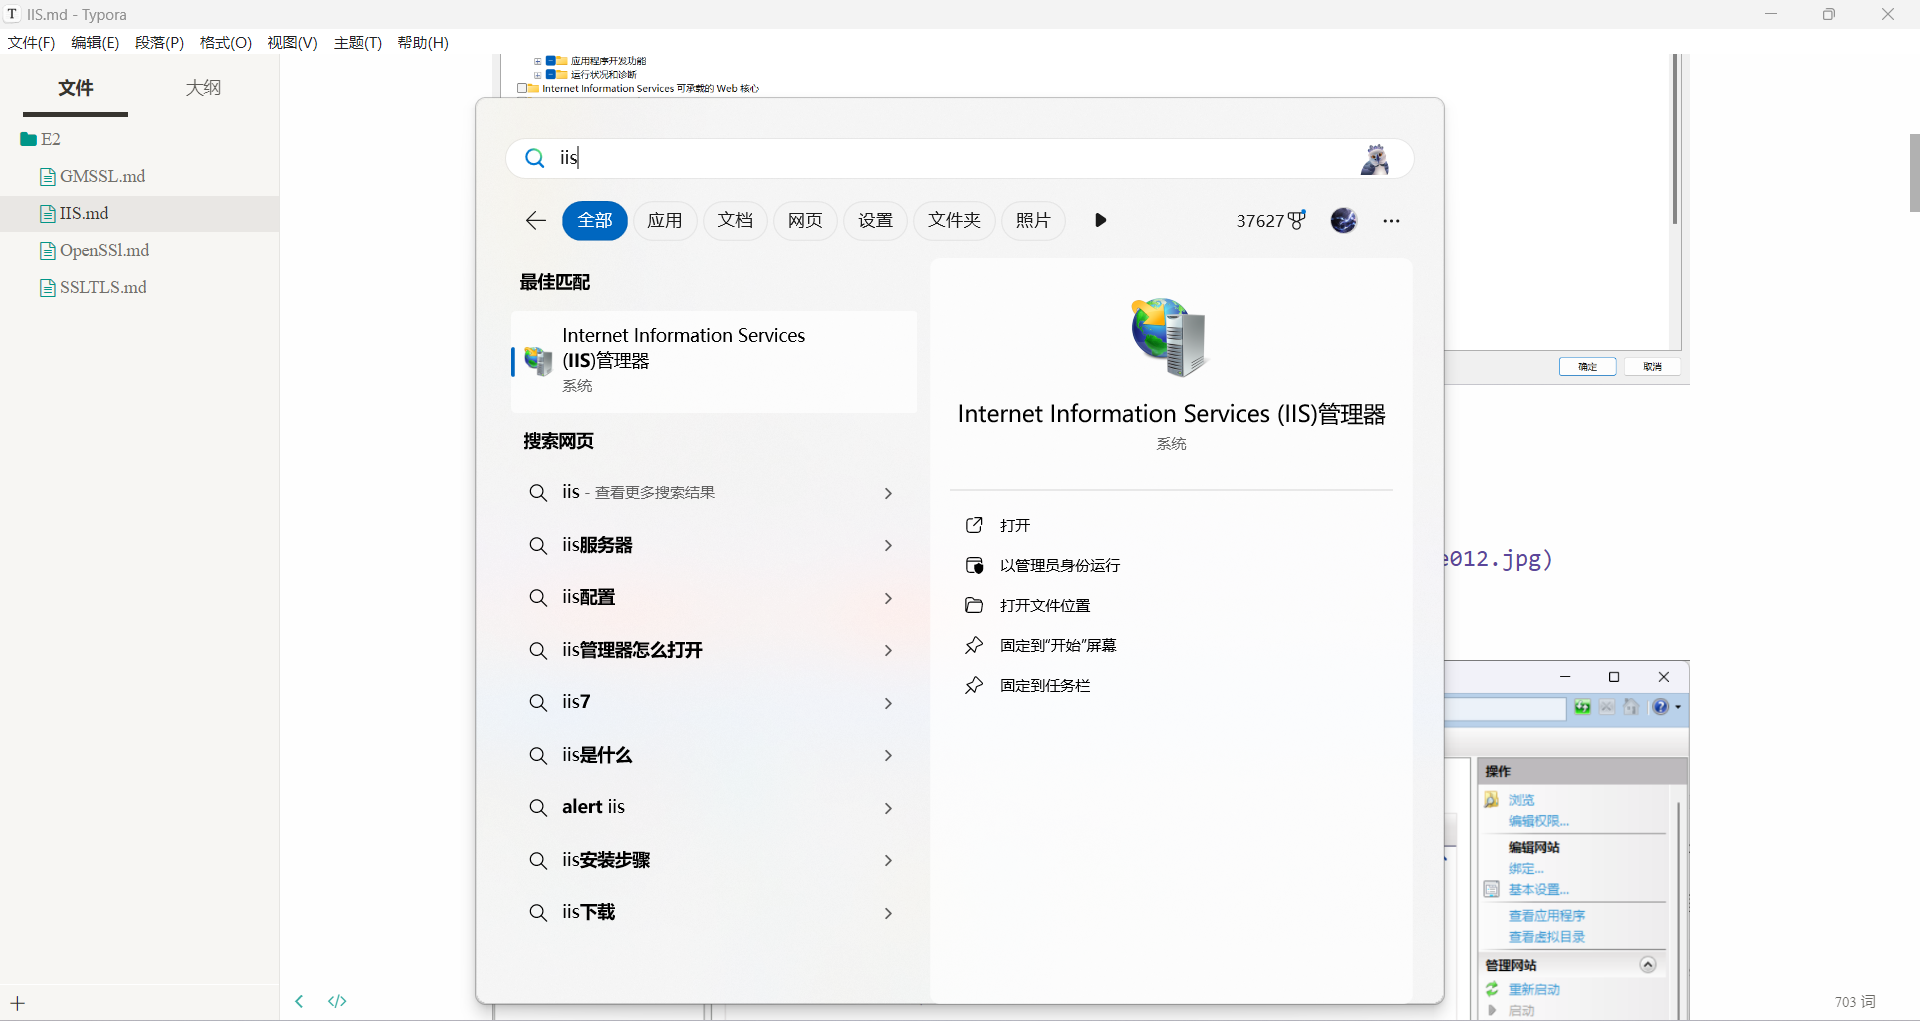 IIS.md - Typora
文件(F) 编辑(E) 段落(P) 格式(O) 视图(V) 主题(T) 帮助(H)
文件 大纲
E2
GMSSL.md
IIS.md
OpenSSl.md
SSLTLS.md
应用程序开发功能
运行状况和诊断
Internet Information Services 可承载的 Web 核心
iis
全部 应用 文档 网页 设置 文件夹 照片 37627
最佳匹配
Internet Information Services
(IIS)管理器
系统
搜索网页
iis - 查看更多搜索结果
iis服务器
iis配置
iis管理器怎么打开
iis7
iis是什么
alert iis
iis安装步骤
iis下载
Internet Information Services (IIS)管理器
系统
打开
以管理员身份运行
打开文件位置
固定到"开始"屏幕
固定到任务栏
确定 取消
e012.jpg)
操作
浏览
编辑权限...
编辑网站
绑定...
基本设置...
查看应用程序
查看虚拟目录
管理网站
重新启动
启动
703 词